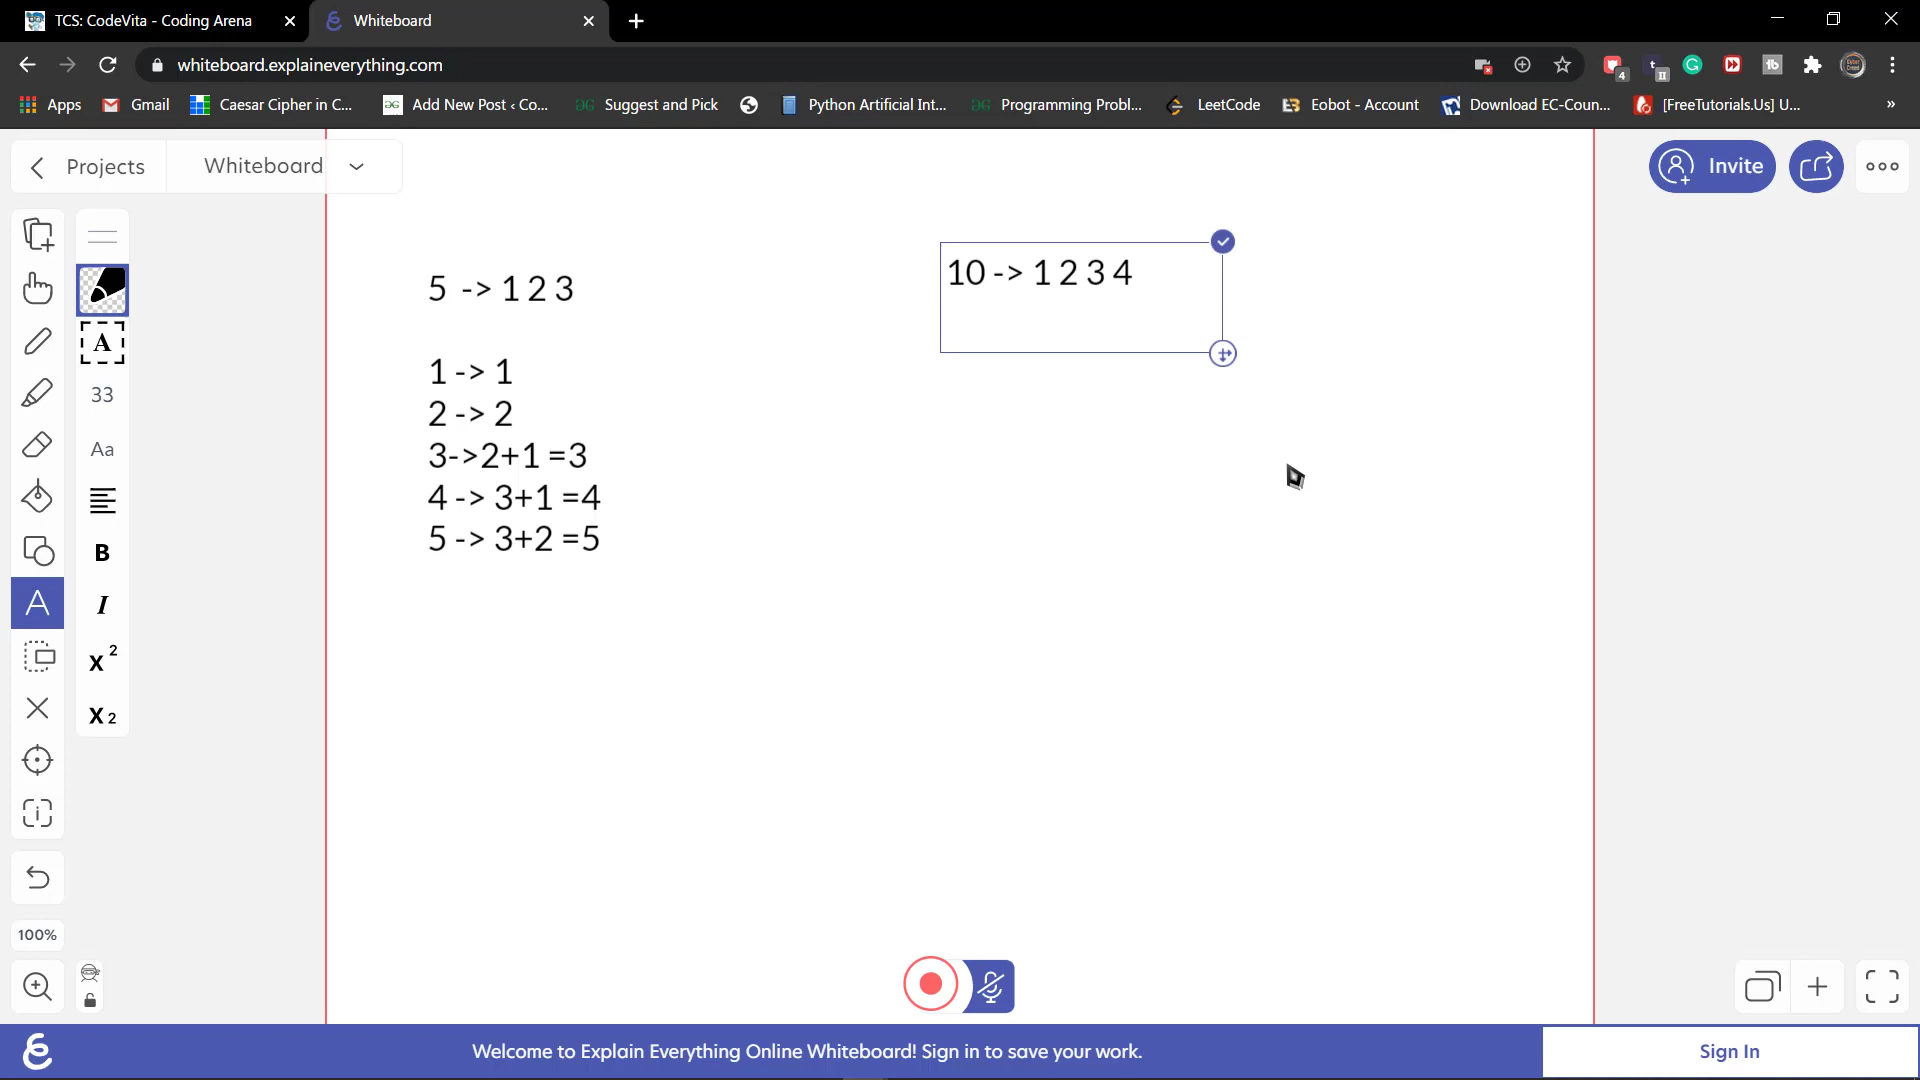 TCS: CodeVita - Coding Arena
Whiteboard
whiteboard.explaineverything.com
4
Apps
Gmail
Caesar Cipher in C...
Add New Post ‹ Co...
Suggest and Pick
Python Artificial Int...
Programming Probl...
LeetCode
Eobot - Account
Download EC-Coun...
[FreeTutorials.Us] U...
»
Projects
Whiteboard
Invite
A
33
Aa
B
I
X²
X₂
A
100%
5 -> 1 2 3
1 -> 1
2 -> 2
3->2+1 =3
4 -> 3+1 =4
5 -> 3+2 =5
10 -> 1 2 3 4
Welcome to Explain Everything Online Whiteboard! Sign in to save your work.
Sign In